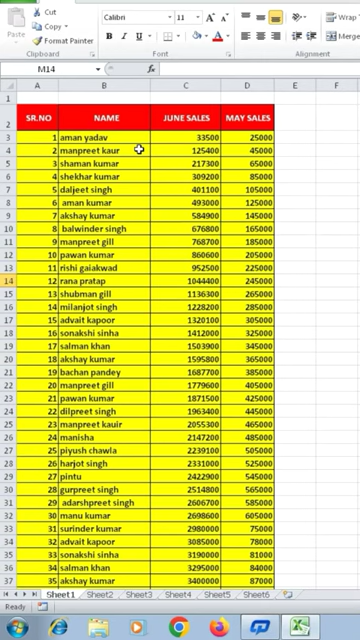 Cut
Copy
Format Painter
Paste
Clipboard
Calibri 11
B I U
Font
Wrap
Merge
Alignment
M14 fx
A B C D E F
1
2 SR.NO NAME JUNE SALES MAY SALES
3 1 aman yadav 33500 25000
4 2 manpreet kaur 125400 45000
5 3 shaman kumar 217300 65000
6 4 shekhar kumar 309200 85000
7 5 daljeet singh 401100 105000
8 6 aman kumar 493000 125000
9 7 akshay kumar 584900 145000
10 8 balwinder singh 676800 165000
11 9 manpreet gill 768700 185000
12 10 pawan kumar 860600 205000
13 11 rishi gaiakwad 952500 225000
14 12 rana pratap 1044400 245000
15 13 shubman gill 1136300 265000
16 14 milanjot singh 1228200 285000
17 15 advait kapoor 1320100 305000
18 16 sonakshi sinha 1412000 325000
19 17 salman khan 1503900 345000
20 18 akshay kumar 1595800 365000
21 19 bachan pandey 1687700 385000
22 20 manpreet gill 1779600 405000
23 21 pawan kumar 1871500 425000
24 22 dilpreet singh 1963400 445000
25 23 manpreet kauir 2055300 465000
26 24 manisha 2147200 485000
27 25 piyush chawla 2239100 505000
28 26 harjot singh 2331000 525000
29 27 pintu 2422900 545000
30 28 gurpreet singh 2514800 565000
31 29 adarshpreet singh 2606700 585000
32 30 manu kumar 2698600 605000
33 31 surinder kumar 2980000 75000
34 32 advait kapoor 3085000 78000
35 33 sonakshi sinha 3190000 81000
36 34 salman khan 3295000 84000
37 35 akshay kumar 3400000 87000
Sheet1 Sheet2 Sheet3 Sheet4 Sheet5 Sheet6
Ready